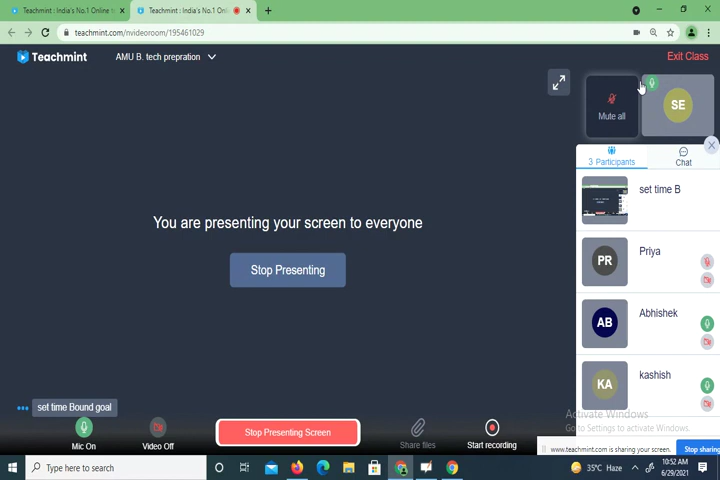 Teachmint : India's No.1 Online t
Teachmint : India's No.1 Onl
teachmint.com/nvideoroom/195461029
Teachmint
AMU B. tech prepration
Exit Class
Mute all
SE
3 Participants
Chat
set time B
You are presenting your screen to everyone
Stop Presenting
PR
Priya
AB
Abhishek
KA
kashish
set time Bound goal
Activate Windows
Go to Settings to activate Windows.
Mic On
Video Off
Stop Presenting Screen
Share files
Start recording
www.teachmint.com is sharing your screen.
Stop sharing
Type here to search
35°C Haze
10:52 AM
6/29/2021